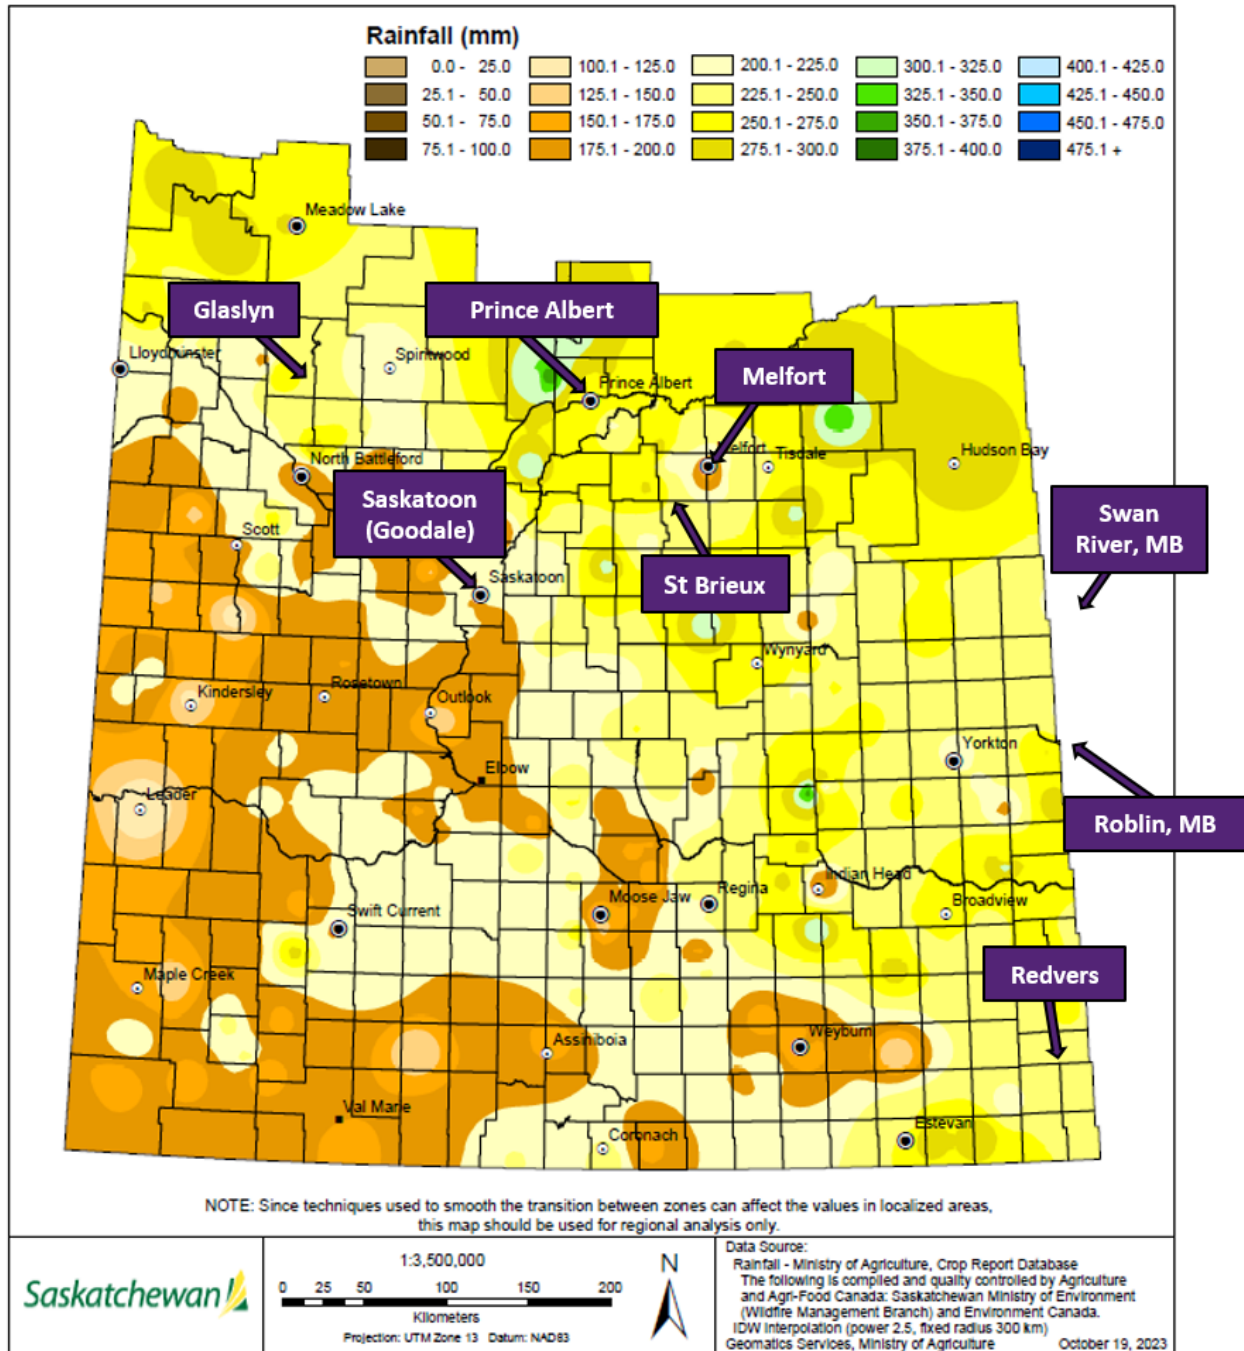 Rainfall (mm)
0.0 - 25.0
25.1 - 50.0
50.1 - 75.0
75.1 - 100.0
100.1 - 125.0
125.1 - 150.0
150.1 - 175.0
175.1 - 200.0
200.1 - 225.0
225.1 - 250.0
250.1 - 275.0
275.1 - 300.0
300.1 - 325.0
325.1 - 350.0
350.1 - 375.0
375.1 - 400.0
400.1 - 425.0
425.1 - 450.0
450.1 - 475.0
475.1 +
Meadow Lake
Glaslyn
Prince Albert
Lloydminster
Spiritwood
Prince Albert
Melfort
North Battleford
Tisdale
Hudson Bay
Saskatoon
(Goodale)
Scott
Swan
River, MB
Saskatoon
St Brieux
Wynyard
Kindersley
Rosetown
Outlook
Yorkton
Elbow
Leader
Roblin, MB
Indian Head
Swift Current
Moose Jaw
Regina
Broadview
Maple Creek
Redvers
Assiniboia
Weyburn
Val Marie
Coronach
Estevan
NOTE: Since techniques used to smooth the transition between zones can affect the values in localized areas,
this map should be used for regional analysis only.
Saskatchewan
1:3,500,000
0 25 50 100 150 200
Kilometers
Projection: UTM Zone 13 Datum: NAD83
N
Data Source:
Rainfall - Ministry of Agriculture, Crop Report Database
The following is compiled and quality controlled by Agriculture
and Agri-Food Canada: Saskatchewan Ministry of Environment
(Wildfire Management Branch) and Environment Canada.
IDW Interpolation (power 2.5, fixed radius 300 km)
Geomatics Services, Ministry of Agriculture October 19, 2023